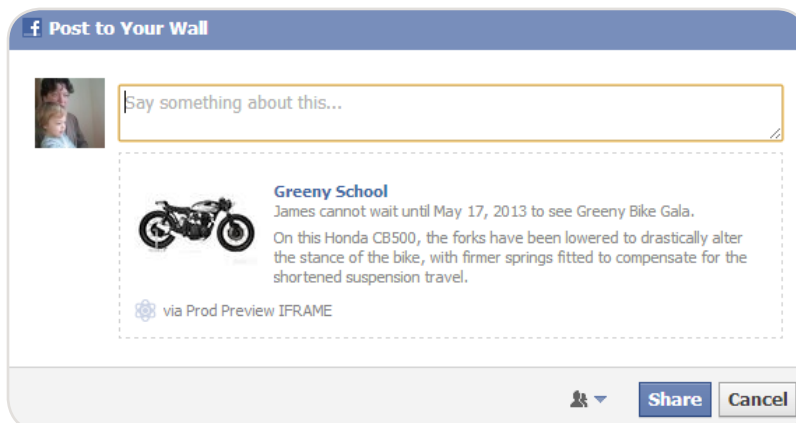 f Post to Your Wall
Say something about this...
Greeny School
James cannot wait until May 17, 2013 to see Greeny Bike Gala.
On this Honda CB500, the forks have been lowered to drastically alter
the stance of the bike, with firmer springs fitted to compensate for the
shortened suspension travel.
via Prod Preview IFRAME
Share Cancel